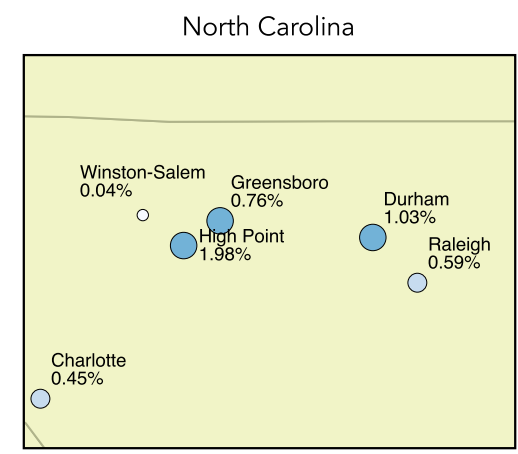 North Carolina
Winston-Salem
0.04%
Greensboro
0.76%
High Point
1.98%
Durham
1.03%
Raleigh
0.59%
Charlotte
0.45%